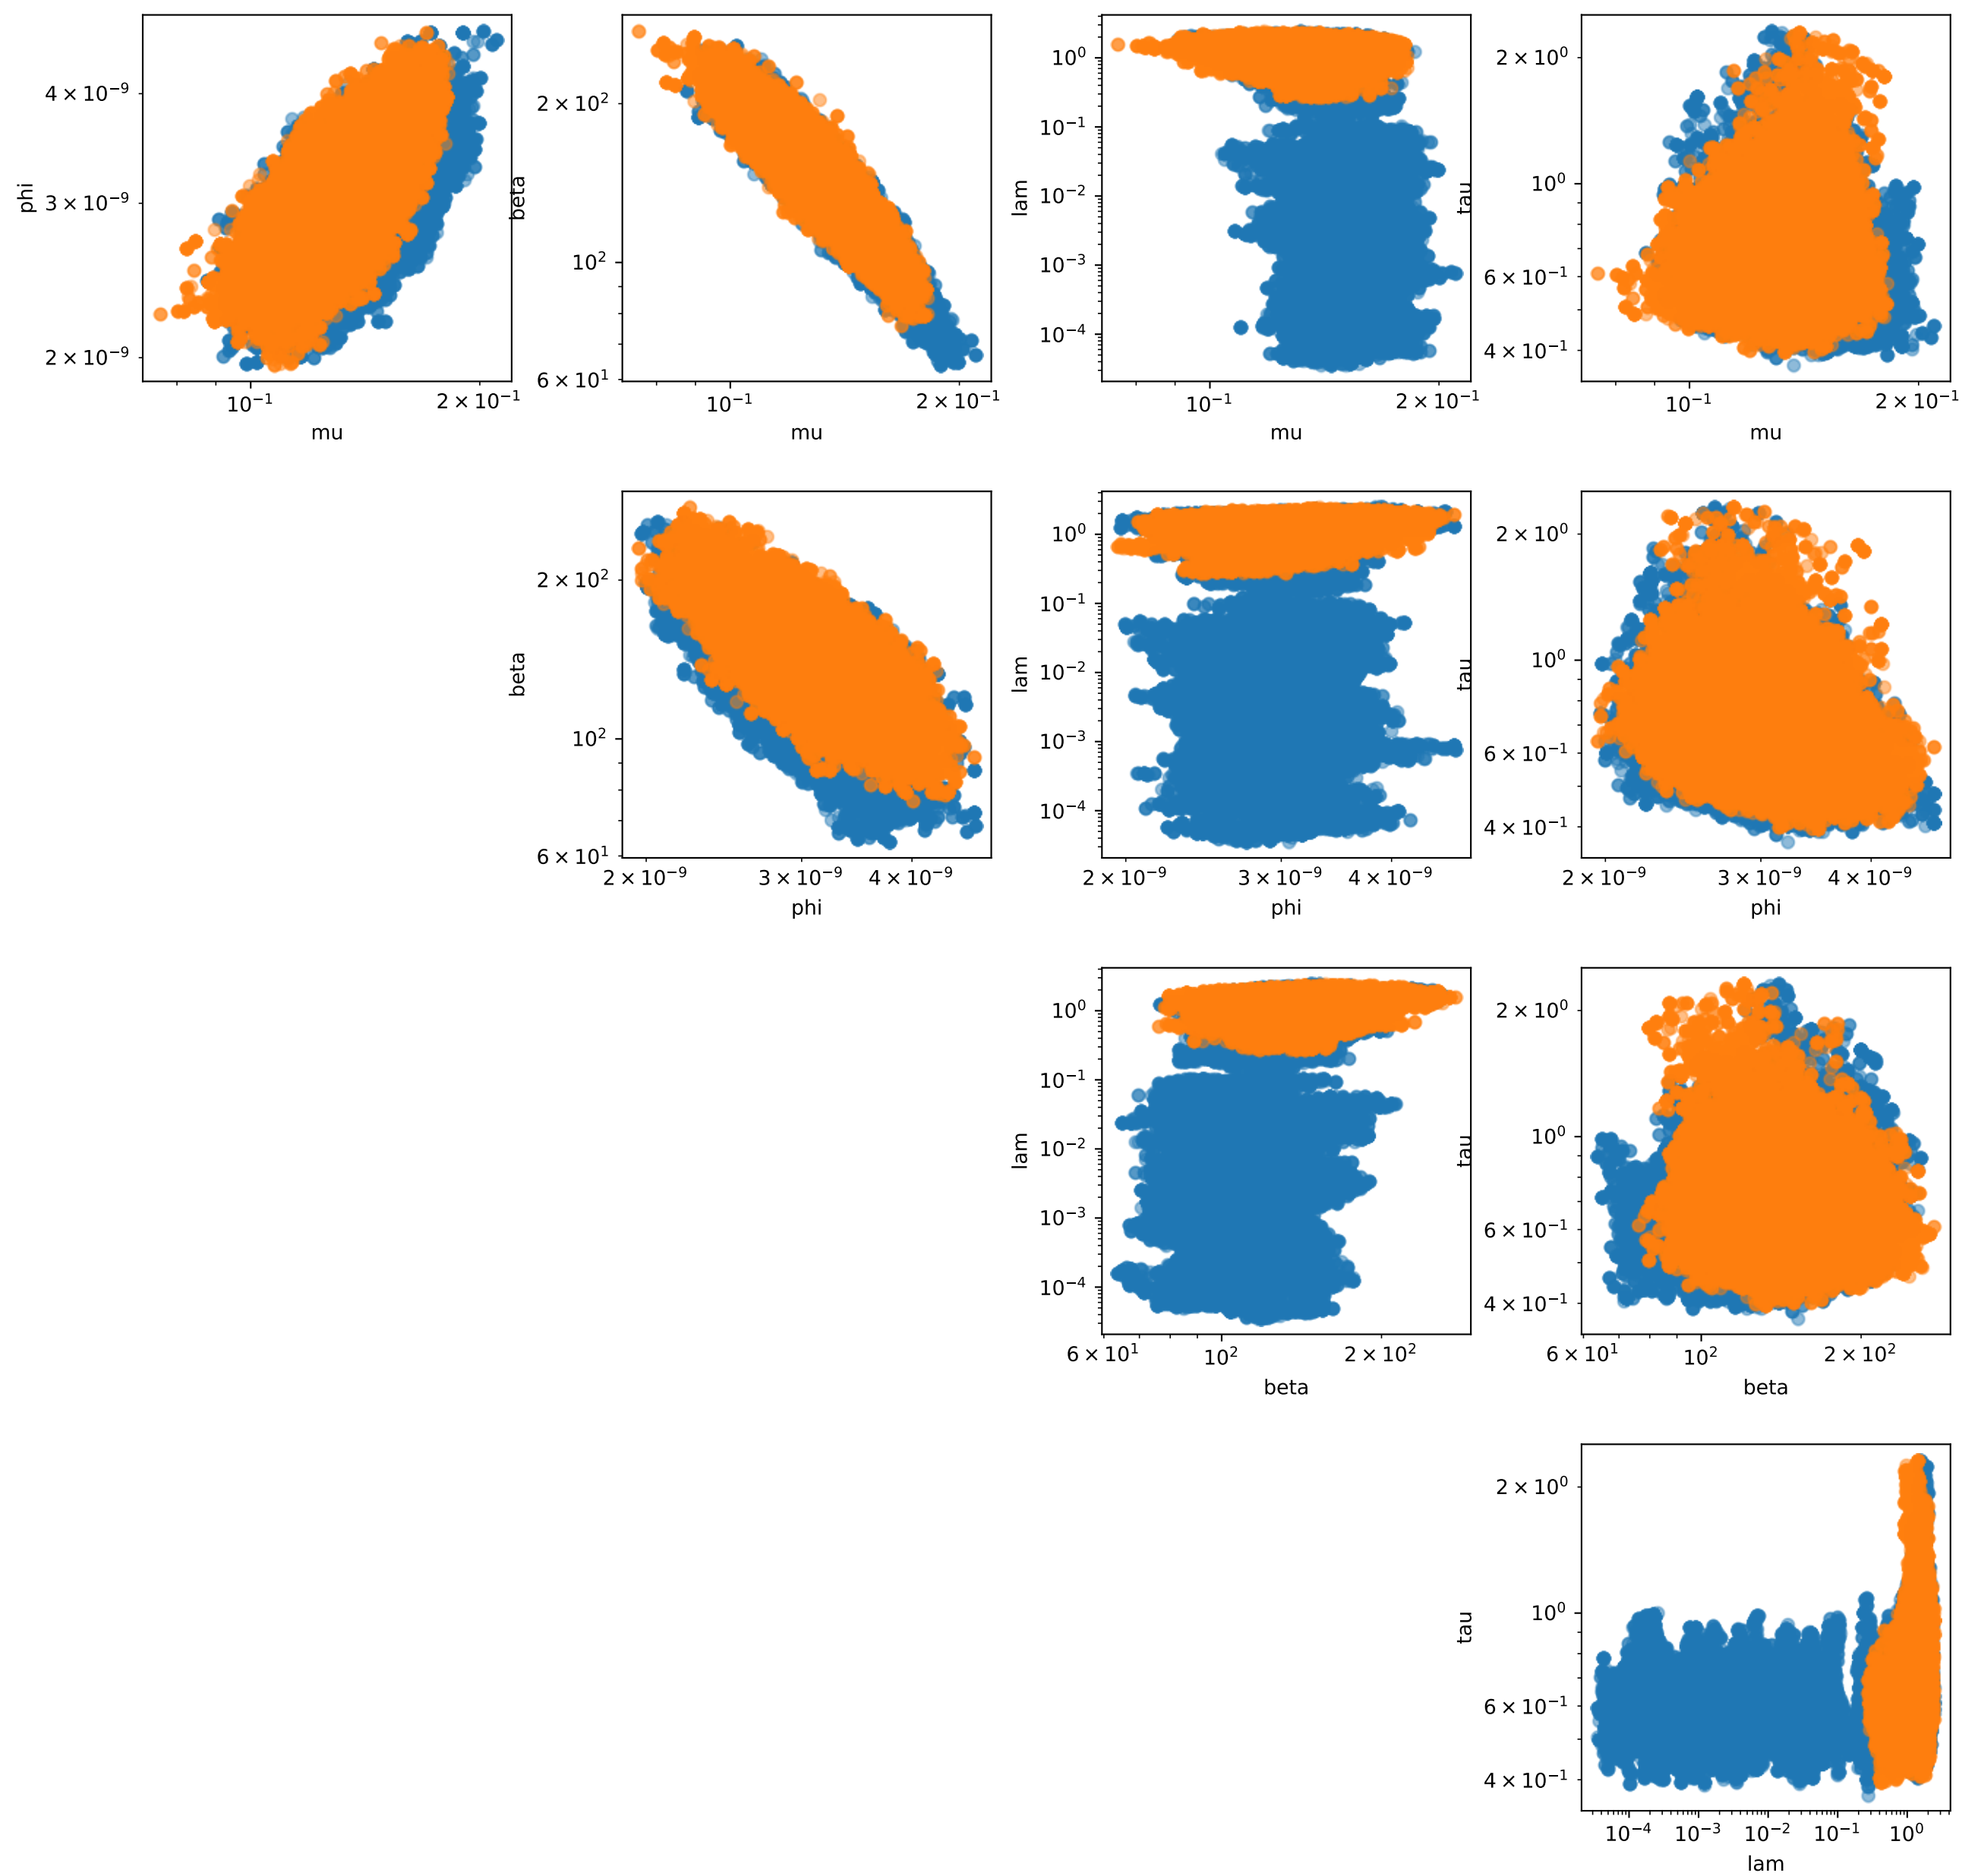 4 × 10⁻⁹
3 × 10⁻⁹
2 × 10⁻⁹
phi
10⁻¹
2 × 10⁻¹
mu
2 × 10²
10²
6 × 10¹
beta
10⁻¹
2 × 10⁻¹
mu
10⁰
10⁻¹
10⁻²
10⁻³
10⁻⁴
lam
10⁻¹
2 × 10⁻¹
mu
2 × 10⁰
10⁰
6 × 10⁻¹
4 × 10⁻¹
tau
10⁻¹
2 × 10⁻¹
mu
2 × 10²
10²
6 × 10¹
beta
2 × 10⁻⁹
3 × 10⁻⁹
4 × 10⁻⁹
phi
10⁰
10⁻¹
10⁻²
10⁻³
10⁻⁴
lam
2 × 10⁻⁹
3 × 10⁻⁹
4 × 10⁻⁹
phi
2 × 10⁰
10⁰
6 × 10⁻¹
4 × 10⁻¹
tau
2 × 10⁻⁹
3 × 10⁻⁹
4 × 10⁻⁹
phi
10⁰
10⁻¹
10⁻²
10⁻³
10⁻⁴
lam
6 × 10¹
10²
2 × 10²
beta
2 × 10⁰
10⁰
6 × 10⁻¹
4 × 10⁻¹
tau
6 × 10¹
10²
2 × 10²
beta
2 × 10⁰
10⁰
6 × 10⁻¹
4 × 10⁻¹
tau
10⁻⁴
10⁻³
10⁻²
10⁻¹
10⁰
lam